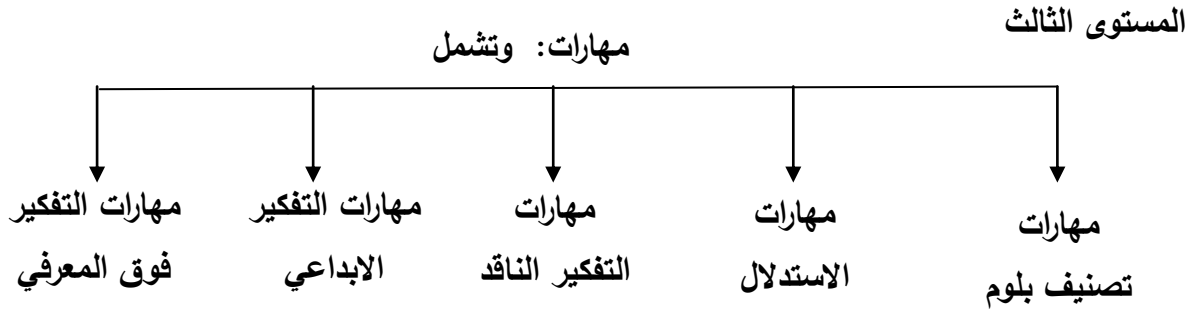 المستوى الثالث
مهارات: وتشمل
مهارات
تصنيف بلوم
مهارات
الاستدلال
مهارات
التفكير الناقد
مهارات التفكير
الابداعي
مهارات التفكير
فوق المعرفي